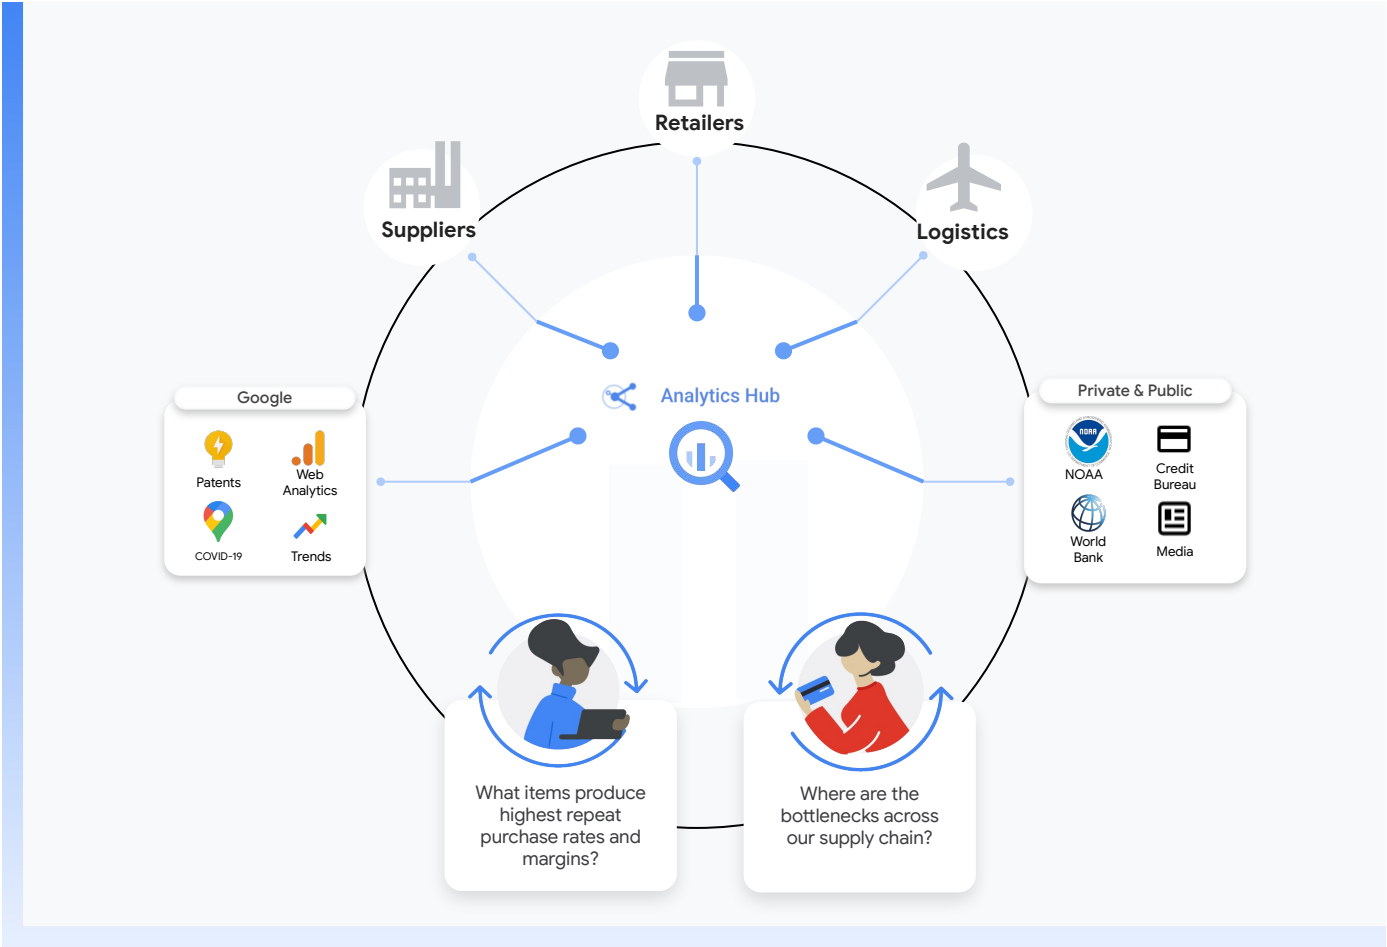 Retailers
Suppliers
Logistics
Analytics Hub
Google
Patents
Web
Analytics
COVID-19
Trends
Private & Public
NOAA
NOAA
Credit
Bureau
World
Bank
Media
What items produce
highest repeat
purchase rates and
margins?
Where are the
bottlenecks across
our supply chain?